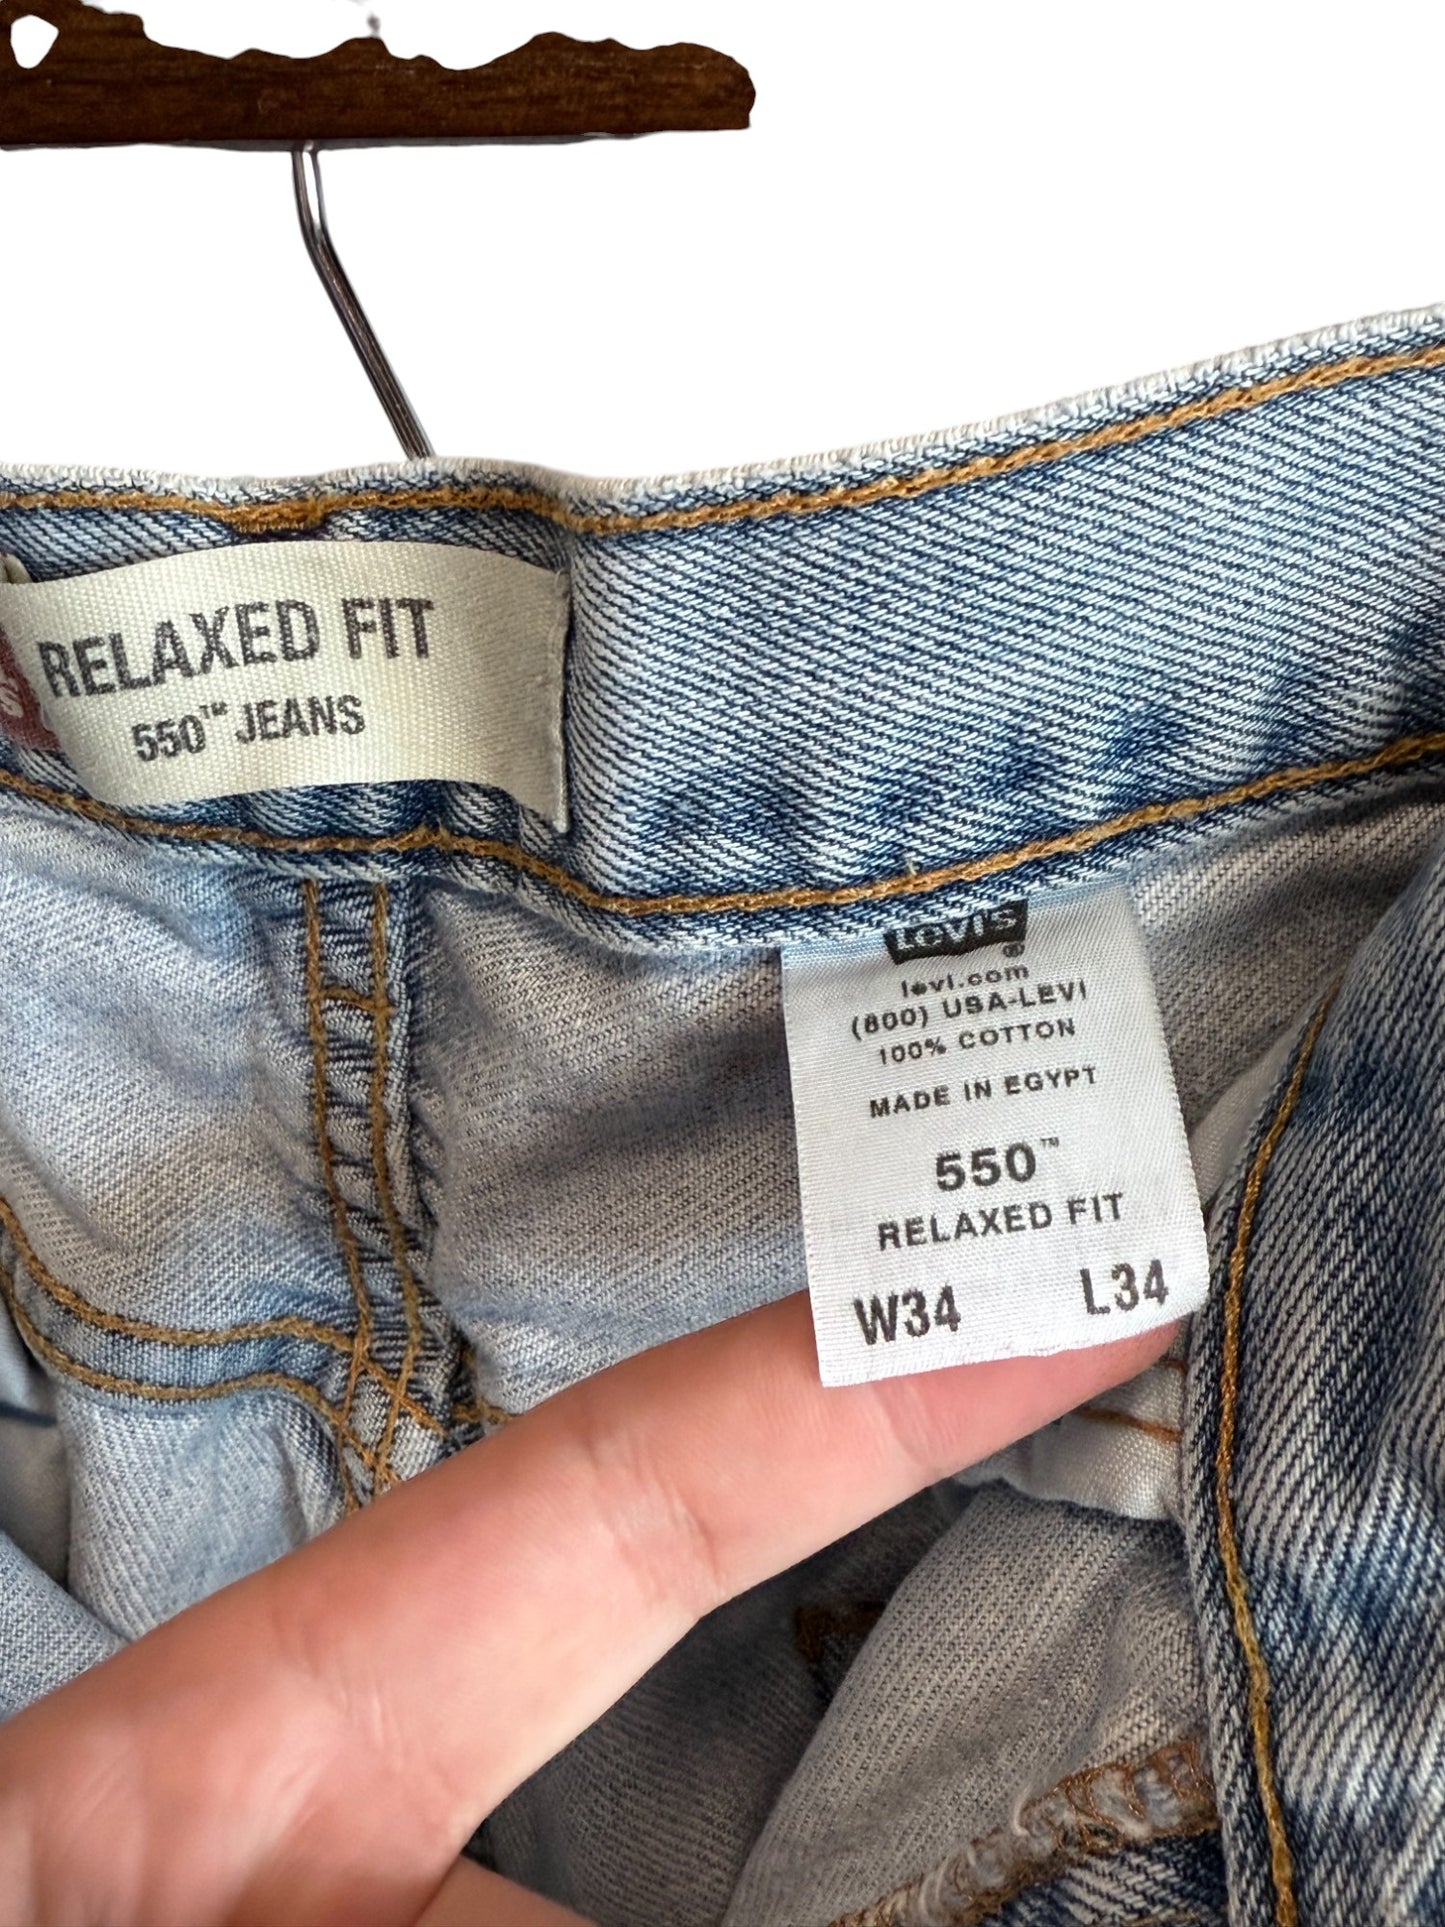 RELAXED FIT
550™ JEANS
Levi's®
levi.com
(800) USA-LEVI
100% COTTON
MADE IN EGYPT
550™
RELAXED FIT
W34 L34